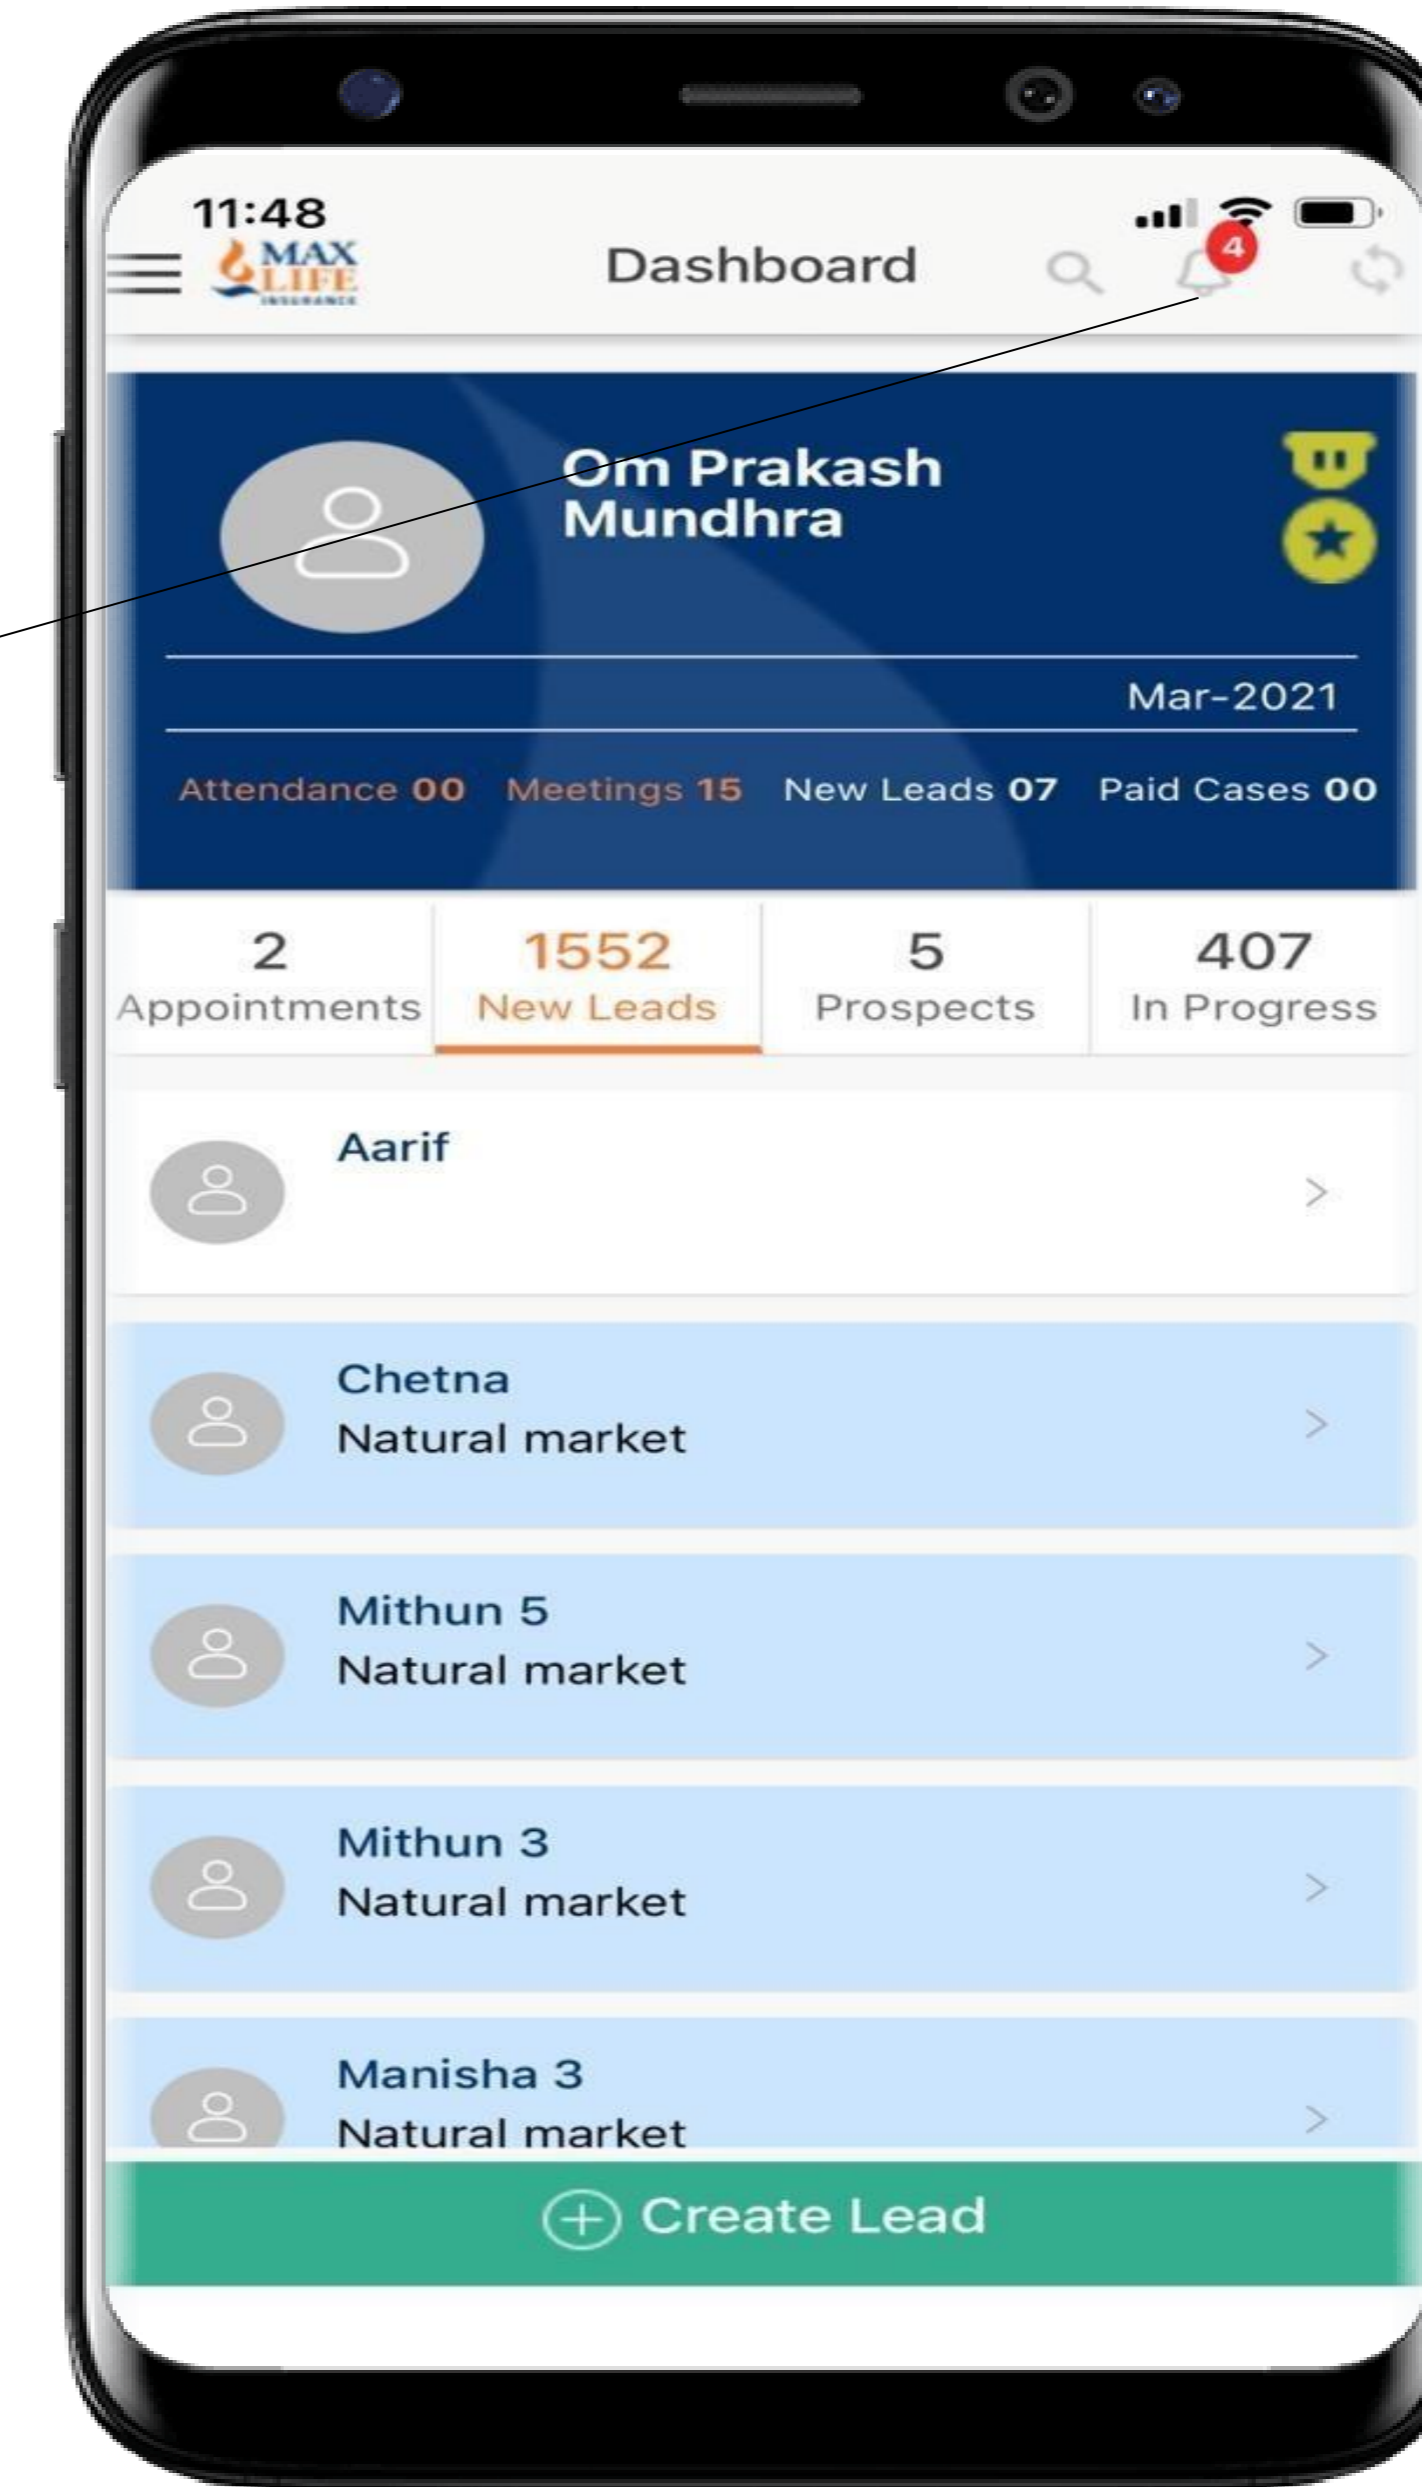 11:48
MAX
LIFE
INSURANCE
Dashboard
4
Om Prakash
Mundhra
Mar-2021
Attendance 00 Meetings 15 New Leads 07 Paid Cases 00
2 1552 5 407
Appointments New Leads Prospects In Progress
Aarif
Chetna
Natural market
Mithun 5
Natural market
Mithun 3
Natural market
Manisha 3
Natural market
Create Lead